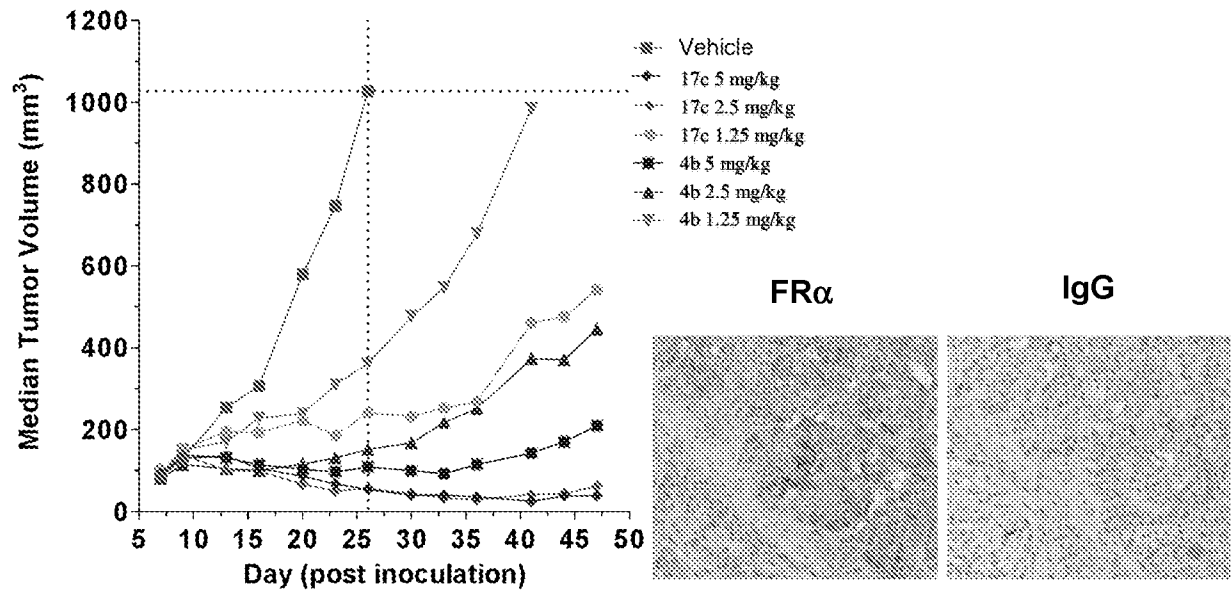 1200
1000
800
600
400
200
0
Median Tumor Volume (mm³)
5 10 15 20 25 30 35 40 45 50
Day (post inoculation)
Vehicle
17c 5 mg/kg
17c 2.5 mg/kg
17c 1.25 mg/kg
4b 5 mg/kg
4b 2.5 mg/kg
4b 1.25 mg/kg
FRα IgG